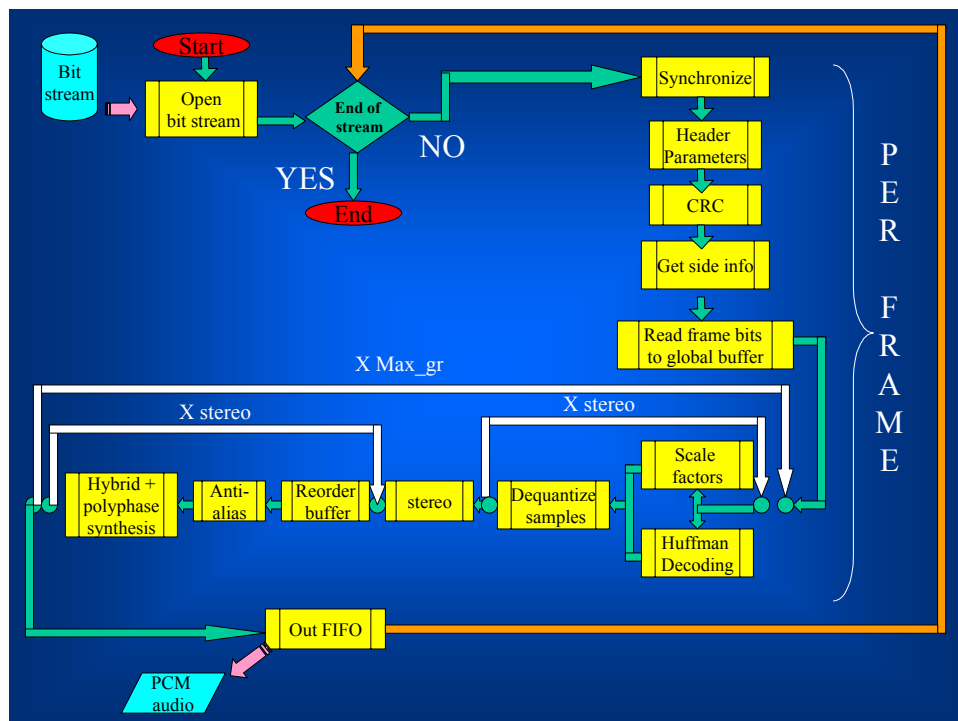 Start
Bit
stream
Open
bit stream
End of
stream
NO
YES
End
Synchronize
Header
Parameters
CRC
Get side info
Read frame bits
to global buffer
PER FRAME
X Max_gr
X stereo
X stereo
Scale
factors
Huffman
Decoding
Dequantize
samples
stereo
Reorder
buffer
Anti-
alias
Hybrid +
polyphase
synthesis
Out FIFO
PCM
audio